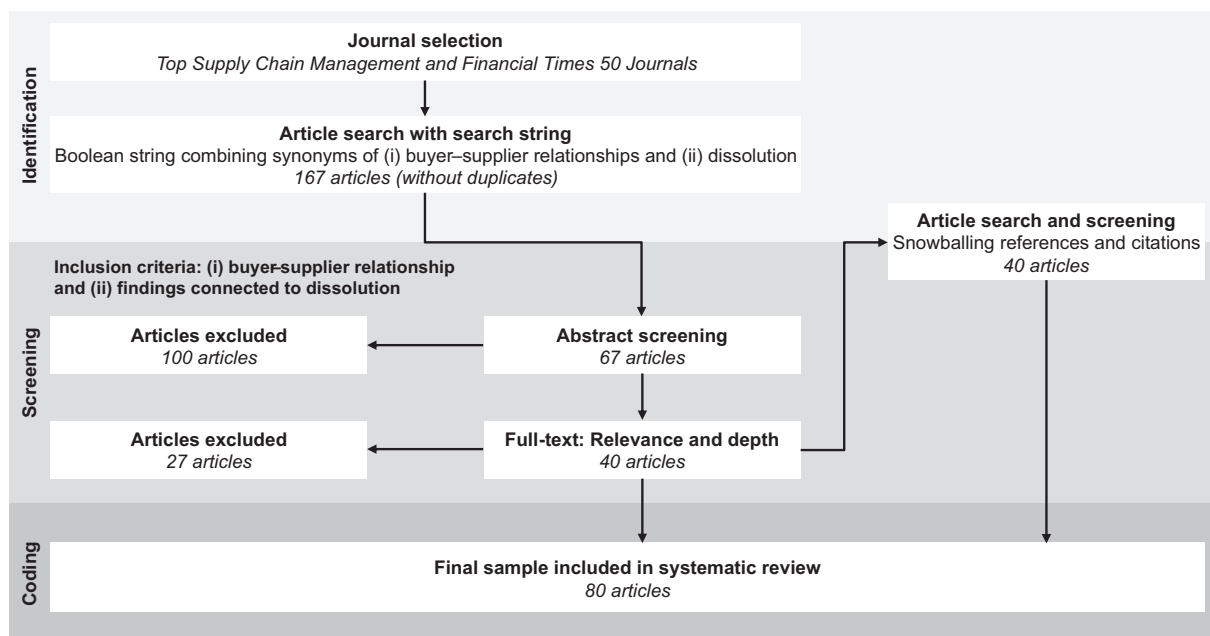 Identification
Journal selection
Top Supply Chain Management and Financial Times 50 Journals
Article search with search string
Boolean string combining synonyms of (i) buyer–supplier relationships and (ii) dissolution
167 articles (without duplicates)
Article search and screening
Snowballing references and citations
40 articles
Screening
Inclusion criteria: (i) buyer–supplier relationship
and (ii) findings connected to dissolution
Articles excluded
100 articles
Abstract screening
67 articles
Articles excluded
27 articles
Full-text: Relevance and depth
40 articles
Coding
Final sample included in systematic review
80 articles